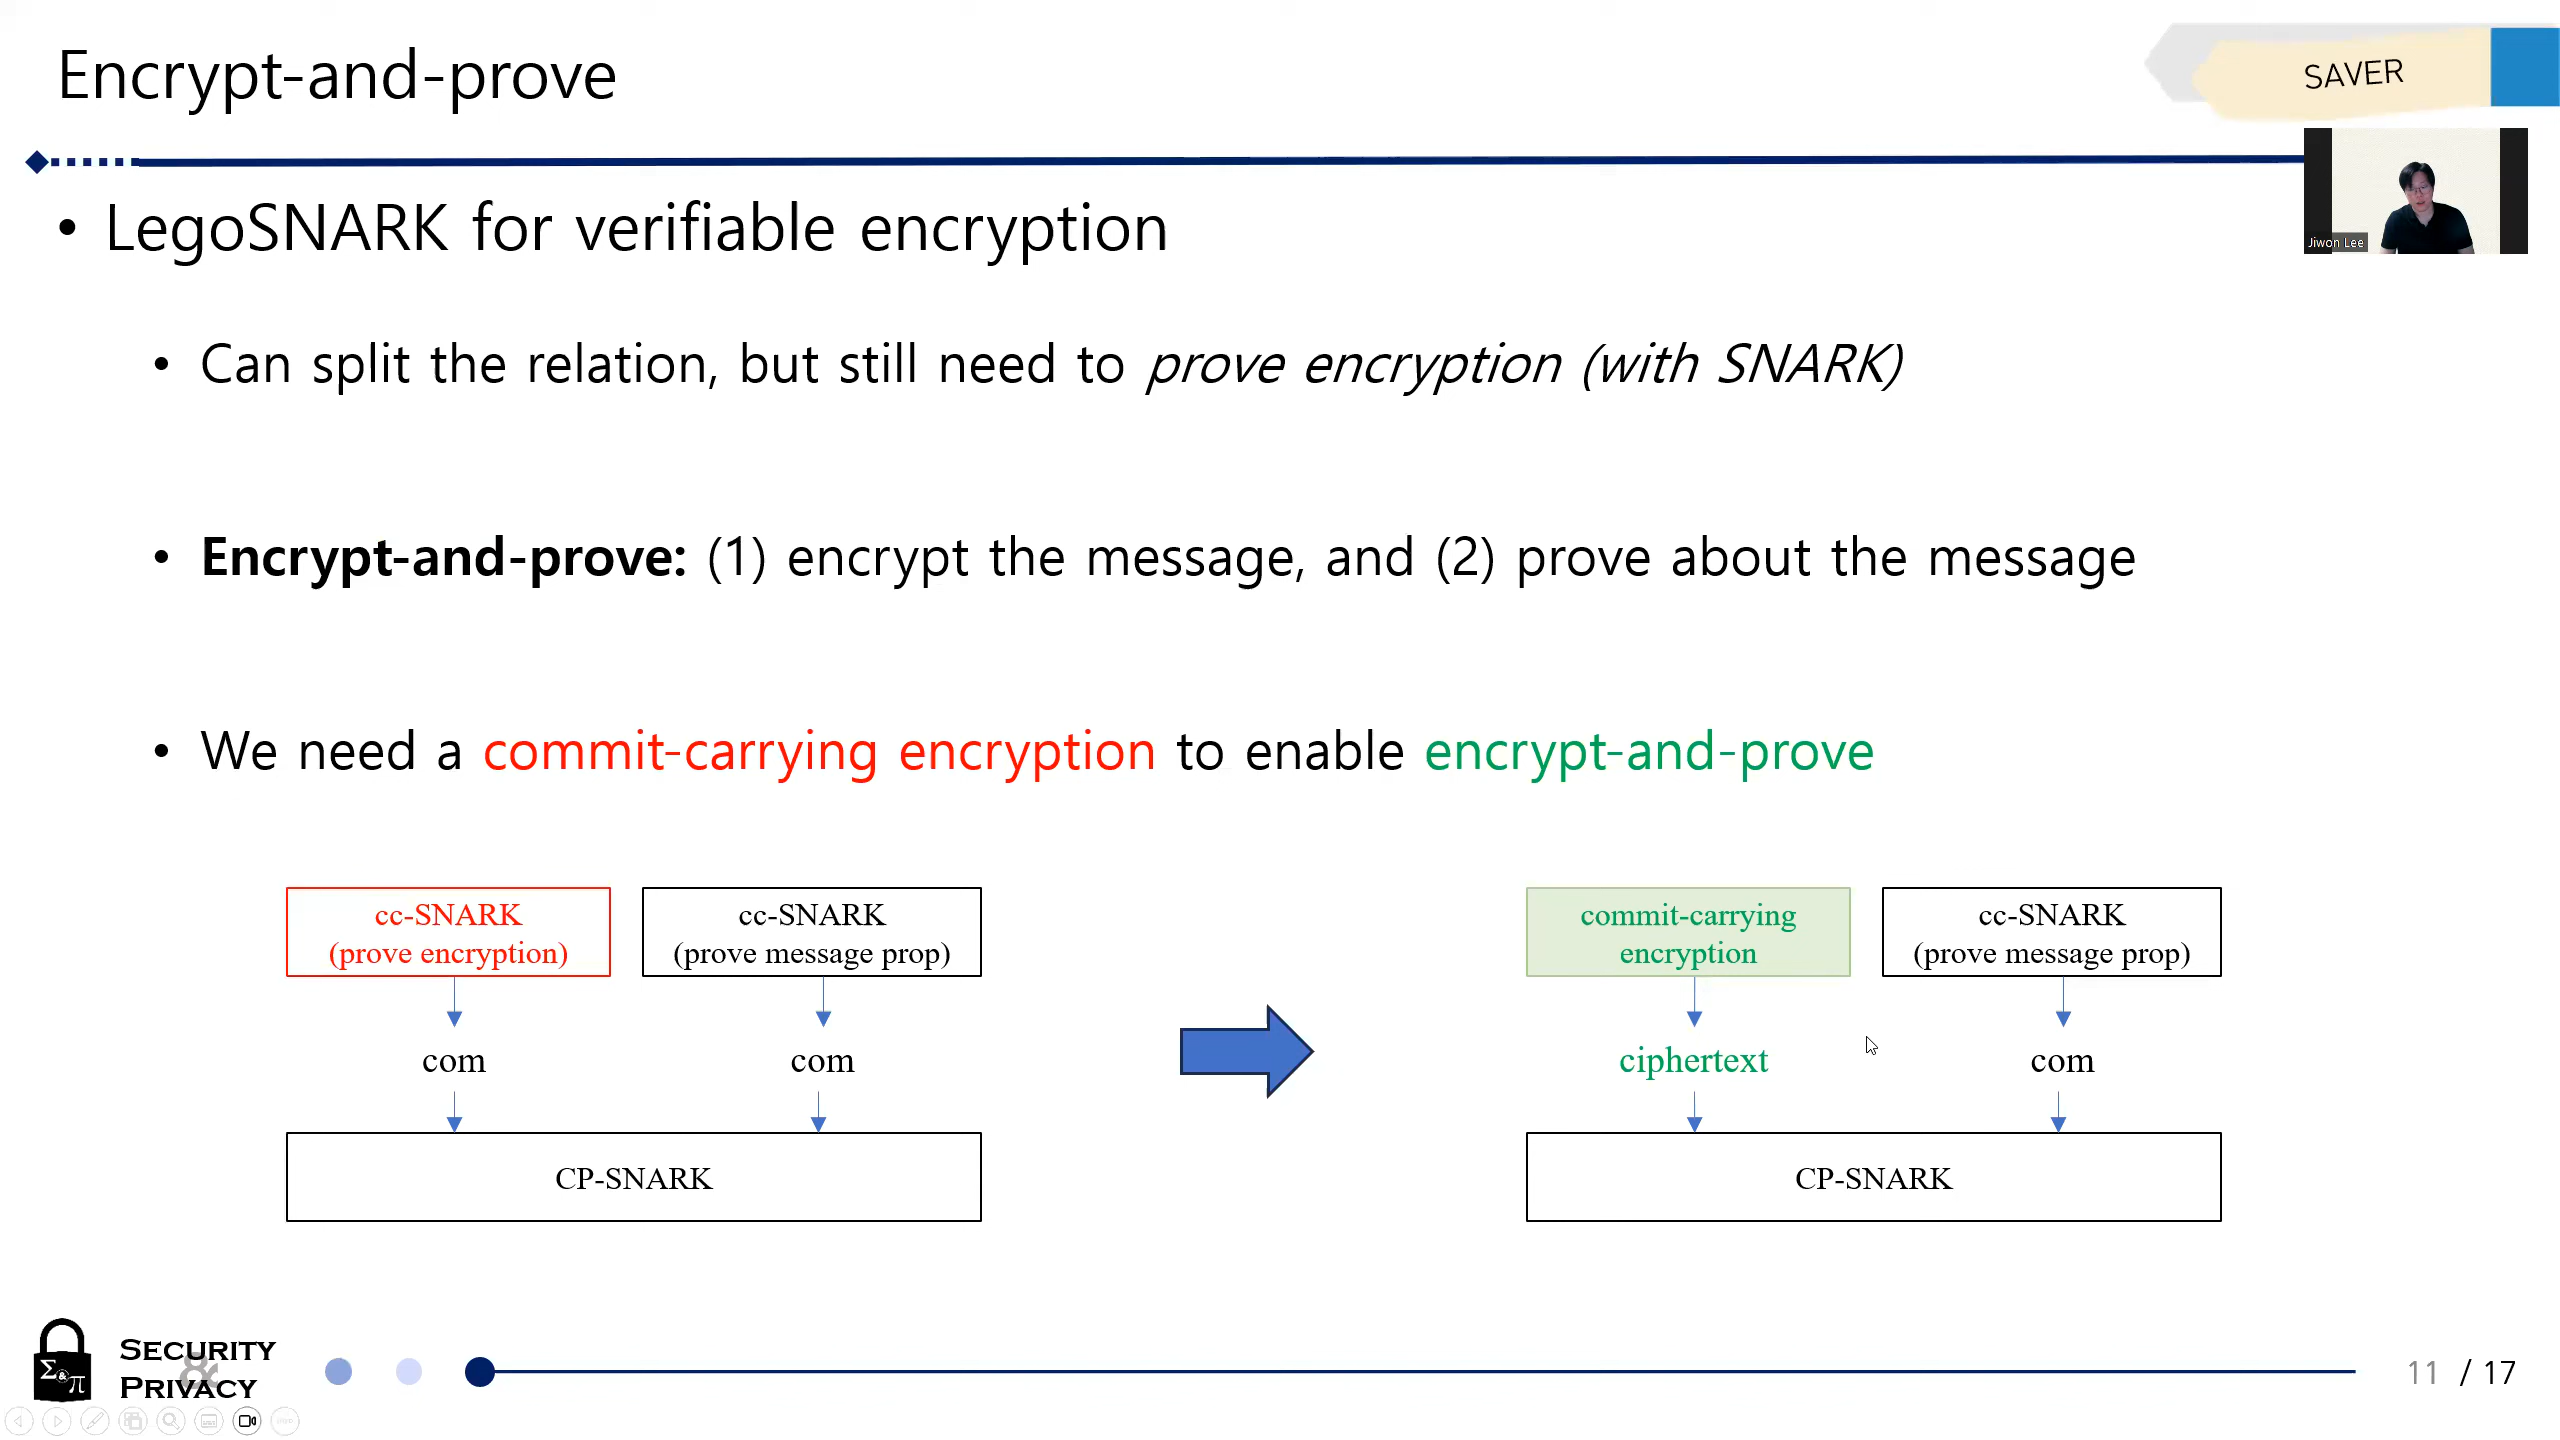 Encrypt-and-prove
SAVER
Jiwon Lee
• LegoSNARK for verifiable encryption
• Can split the relation, but still need to prove encryption (with SNARK)
• Encrypt-and-prove: (1) encrypt the message, and (2) prove about the message
• We need a commit-carrying encryption to enable encrypt-and-prove
cc-SNARK
(prove encryption)
cc-SNARK
(prove message prop)
com
com
CP-SNARK
commit-carrying
encryption
cc-SNARK
(prove message prop)
ciphertext
com
CP-SNARK
Σ&π
SECURITY
&
PRIVACY
11 / 17